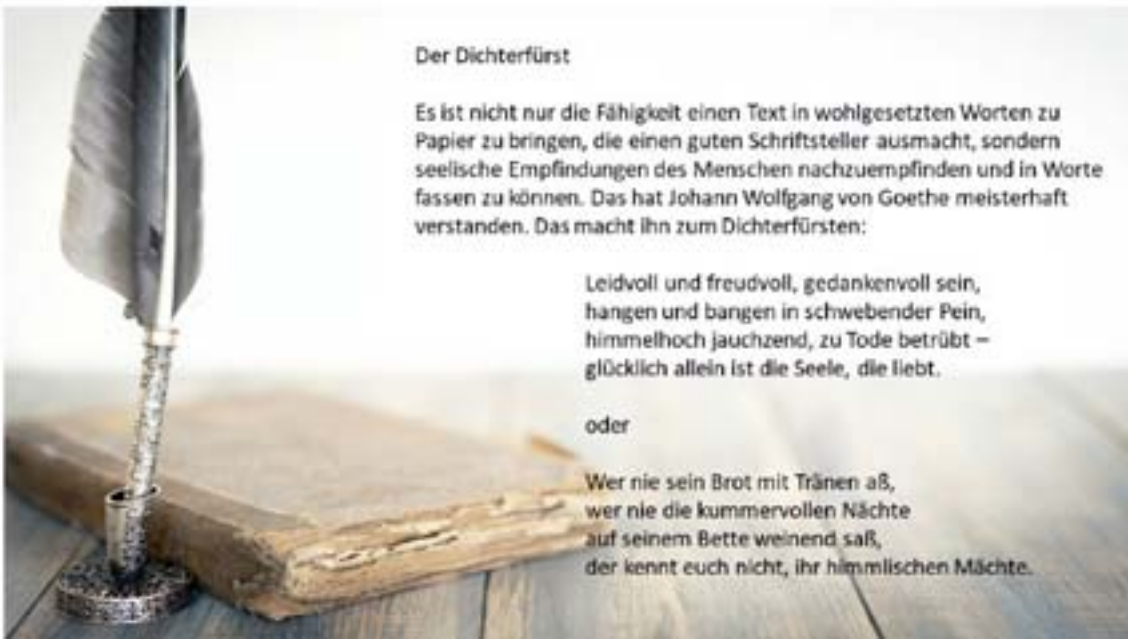 Der Dichterfürst
Es ist nicht nur die Fähigkeit einen Text in wohlgesetzten Worten zu
Papier zu bringen, die einen guten Schriftsteller ausmacht, sondern
seelische Empfindungen des Menschen nachzuempfinden und in Worte
fassen zu können. Das hat Johann Wolfgang von Goethe meisterhaft
verstanden. Das macht ihn zum Dichterfürsten:
Leidvoll und freudvoll, gedankenvoll sein,
hangen und bangen in schwebender Pein,
himmelhoch jauchzend, zu Tode betrübt –
glücklich allein ist die Seele, die liebt.
oder
Wer nie sein Brot mit Tränen aß,
wer nie die kummervollen Nächte
auf seinem Bette weinend saß,
der kennt euch nicht, ihr himmlischen Mächte.